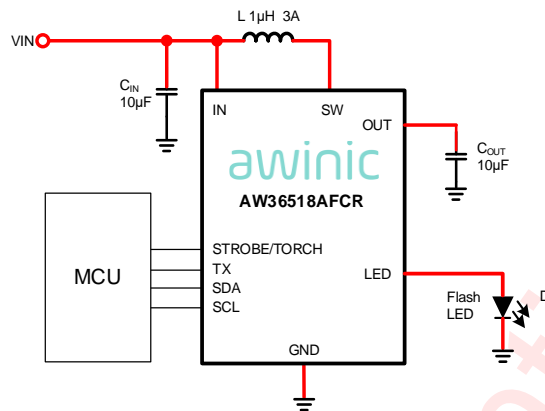 L 1μH 3A
VIN
CIN
10μF
IN
SW
OUT
COUT
10μF
awinic
AW36518AFCR
MCU
STROBE/TORCH
TX
SDA
SCL
LED
Flash
LED
D
GND